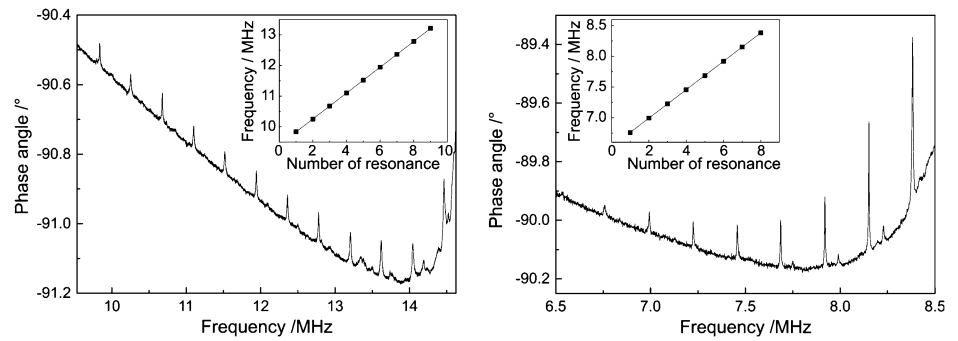 -90.4
-90.6
-90.8
-91.0
-91.2
Phase angle /°
10 11 12 13 14
Frequency /MHz
13
12
11
10
Frequency / MHz
0 2 4 6 8 10
Number of resonance
-89.4
-89.6
-89.8
-90.0
-90.2
Phase angle /°
6.5 7.0 7.5 8.0 8.5
Frequency /MHz
8.5
8.0
7.5
7.0
Frequency / MHz
0 2 4 6 8
Number of resonance